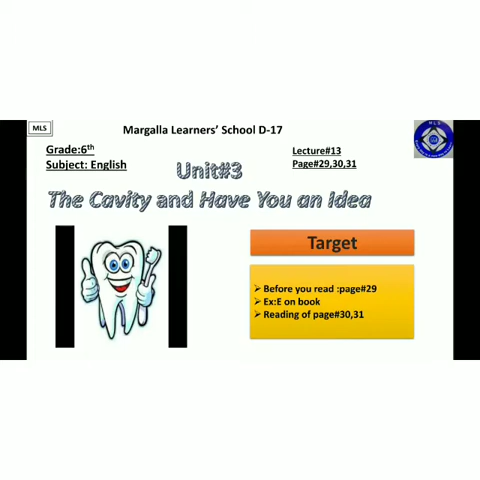 MLS
Margalla Learners' School D-17
Grade:6th
Subject: English
Lecture#13
Page#29,30,31
Unit#3
The Cavity and Have You an Idea
Target
➢ Before you read :page#29
➢ Ex:E on book
➢ Reading of page#30,31